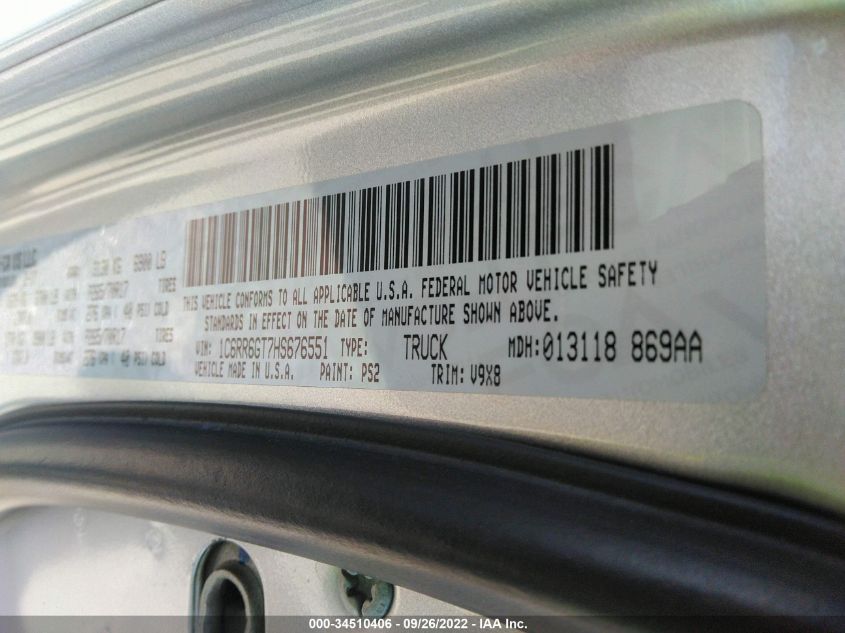 THIS VEHICLE CONFORMS TO ALL APPLICABLE U.S.A. FEDERAL MOTOR VEHICLE SAFETY
STANDARDS IN EFFECT ON THE DATE OF MANUFACTURE SHOWN ABOVE.
VIN: 1C6RR6GT7HS676551 TYPE: TRUCK MDH: 013118 869AA
VEHICLE MADE IN U.S.A. PAINT: PS2 TRIM: V9X8
000-34510406 - 09/26/2022 - IAA Inc.